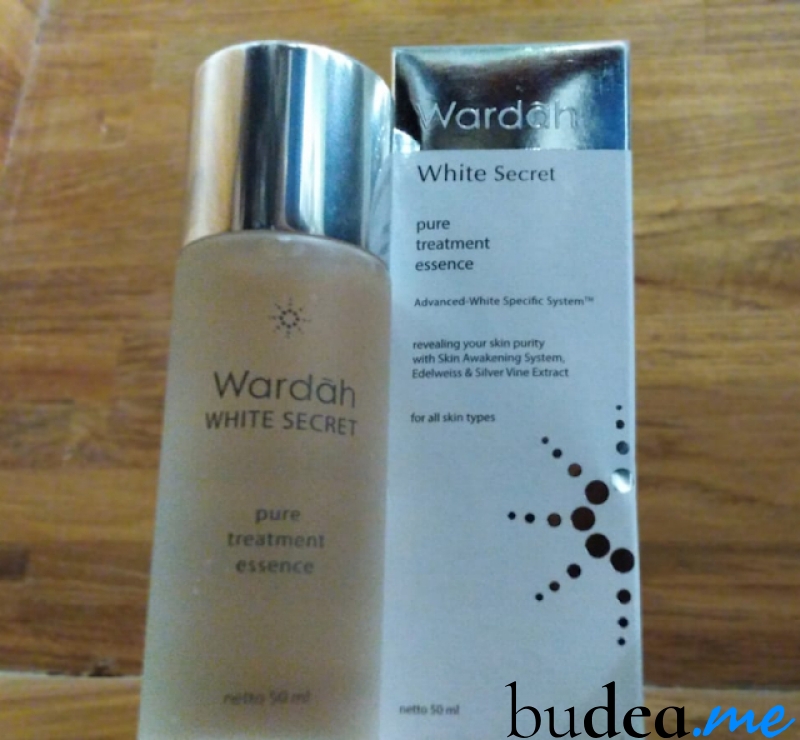 Wardāh
WHITE SECRET
pure
treatment
essence
netto 50 ml
Wardāh
White Secret
pure
treatment
essence
Advanced-White Specific System™
revealing your skin purity
with Skin Awakening System,
Edelweiss & Silver Vine Extract
for all skin types
netto 50 ml
budea.me